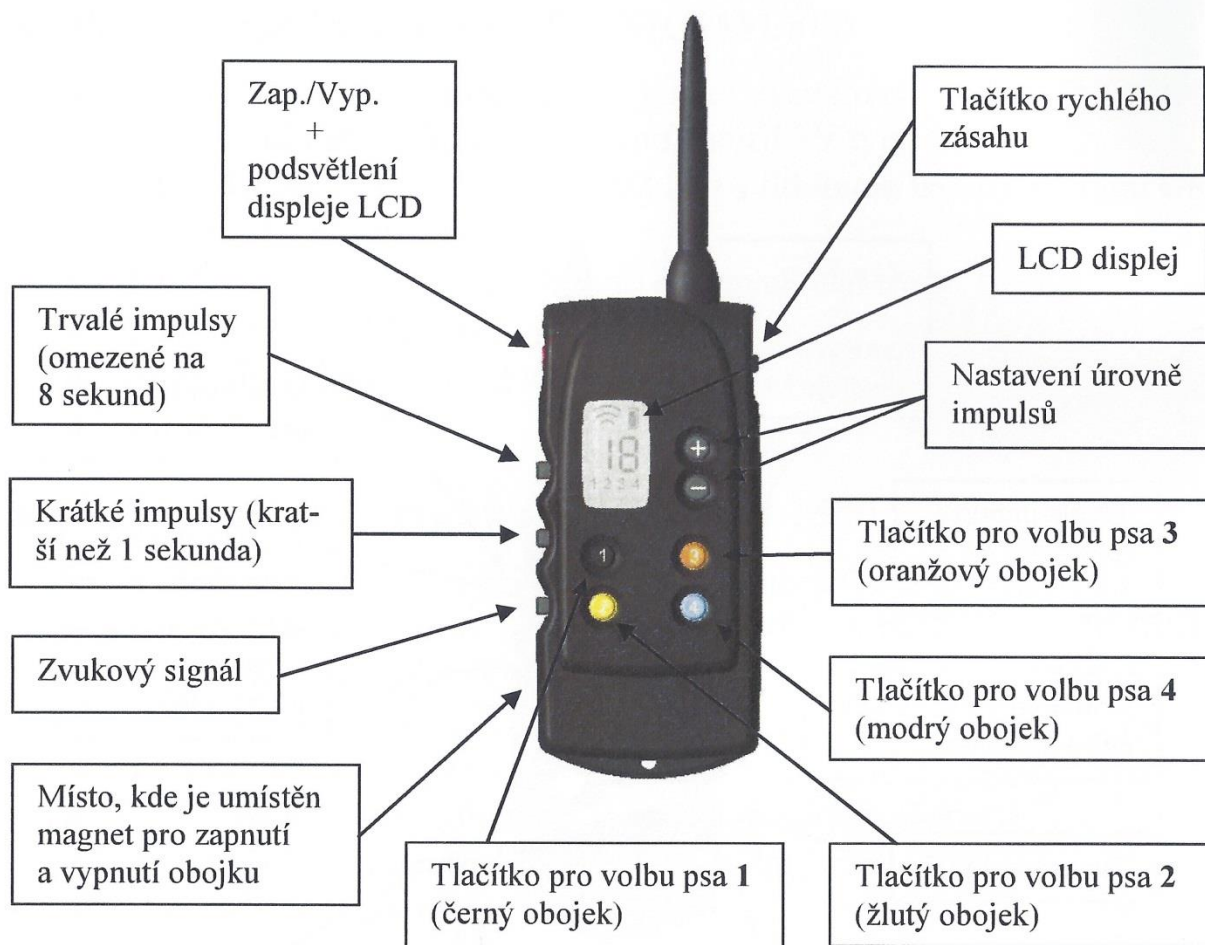 Zap./Vyp.
+
podsvětlení
displeje LCD
Tlačítko rychlého
zásahu
LCD displej
Trvalé impulsy
(omezené na
8 sekund)
Nastavení úrovně
impulsů
18
1 2 3 4
+
−
Krátké impulsy (krat-
ší než 1 sekunda)
1
3
4
Tlačítko pro volbu psa 3
(oranžový obojek)
Zvukový signál
Tlačítko pro volbu psa 4
(modrý obojek)
Místo, kde je umístěn
magnet pro zapnutí
a vypnutí obojku
Tlačítko pro volbu psa 1
(černý obojek)
Tlačítko pro volbu psa 2
(žlutý obojek)